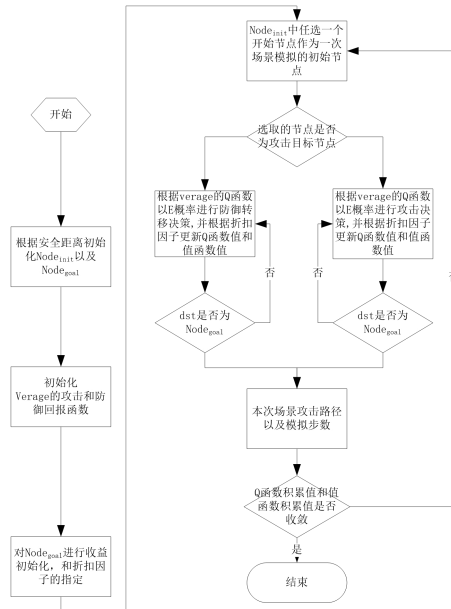 开始
根据安全距离初始
化Node_init以及
Node_goal
初始化
Verage的攻击和防
御回报函数
对Node_goal进行收益
初始化，和折扣因
子的指定
Node_init中任选一个
开始节点作为一次
场景模拟的初始节
点
选取的节点是否
为攻击目标节点
根据verage的Q函数
以E概率进行防御转
移决策,并根据折扣
因子更新Q函数值和
值函数值
根据verage的Q函数
以E概率进行攻击决
策,并根据折扣因子
更新Q函数值和值函
数值
否
否
否
dst是否为
Node_goal
dst是否为
Node_goal
本次场景攻击路径
以及模拟步数
Q函数积累值和值
函数积累值是否
收敛
是
结束